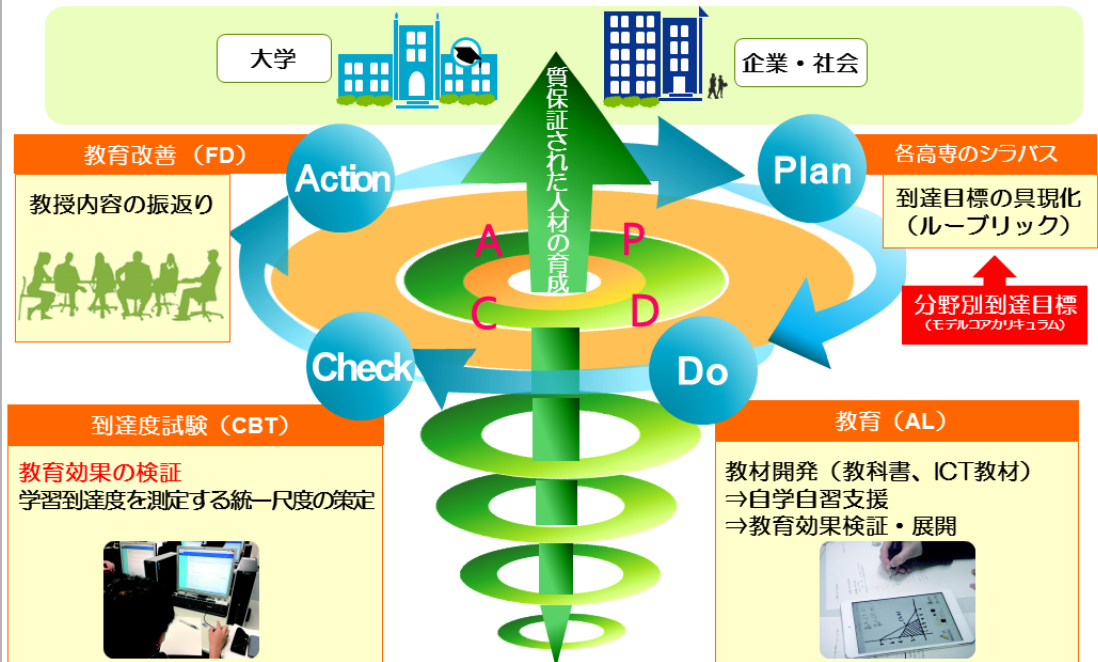 大学
企業・社会
質保証された人材の育成
教育改善（FD）
教授内容の振返り
Action
Plan
各高専のシラバス
到達目標の具現化
（ルーブリック）
分野別到達目標
（モデルコアカリキュラム）
A
P
C
D
Check
Do
到達度試験（CBT）
教育効果の検証
学習到達度を測定する統一尺度の策定
教育（AL）
教材開発（教科書、ICT教材）
⇒自学自習支援
⇒教育効果検証・展開